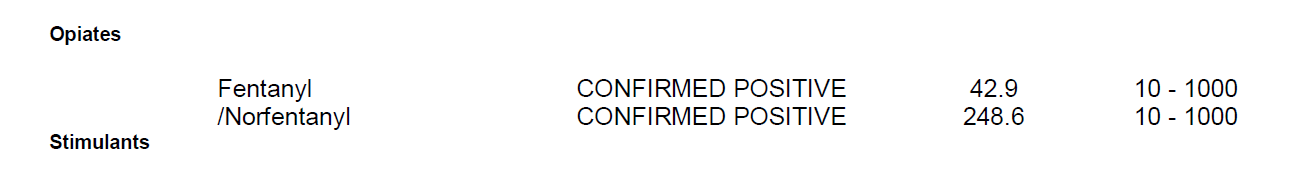 Opiates
Fentanyl CONFIRMED POSITIVE 42.9 10 - 1000
/Norfentanyl CONFIRMED POSITIVE 248.6 10 - 1000
Stimulants